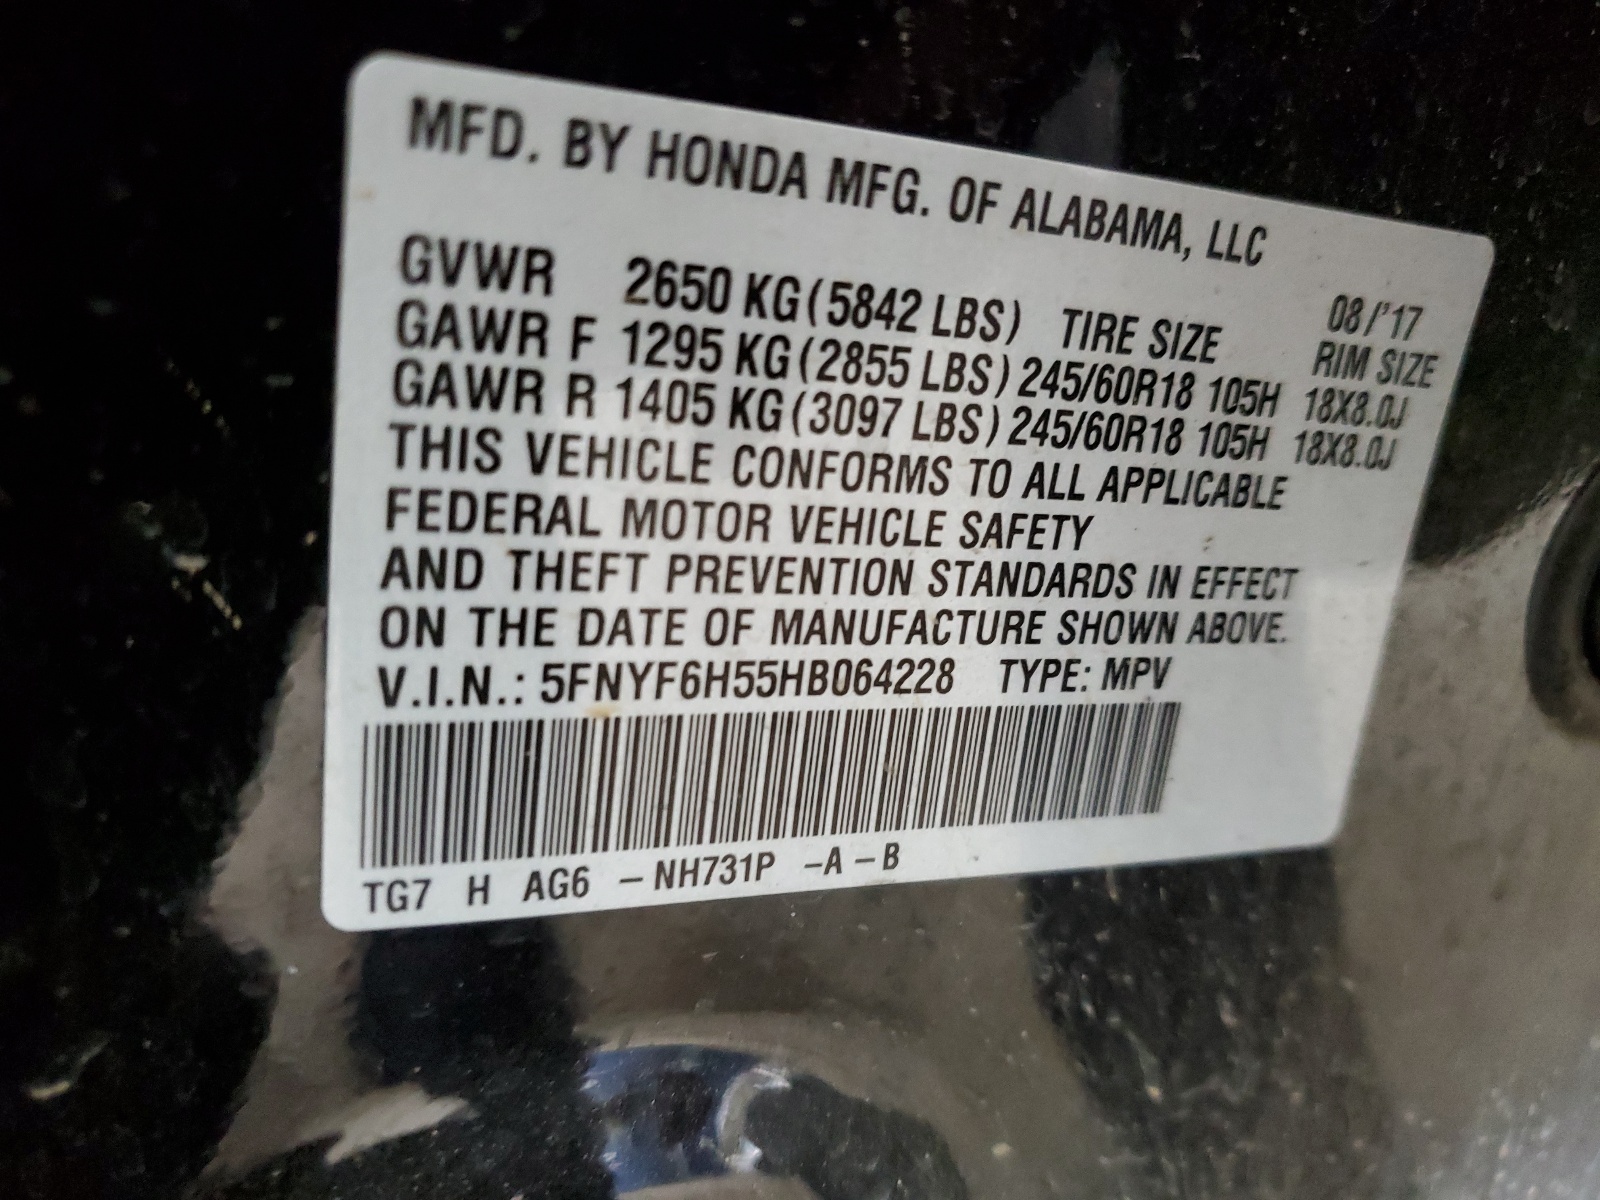 MFD. BY HONDA MFG. OF ALABAMA, LLC
08/'17
GVWR 2650 KG (5842 LBS) TIRE SIZE RIM SIZE
GAWR F 1295 KG (2855 LBS) 245/60R18 105H 18X8.0J
GAWR R 1405 KG (3097 LBS) 245/60R18 105H 18X8.0J
THIS VEHICLE CONFORMS TO ALL APPLICABLE
FEDERAL MOTOR VEHICLE SAFETY
AND THEFT PREVENTION STANDARDS IN EFFECT
ON THE DATE OF MANUFACTURE SHOWN ABOVE.
V.I.N.: 5FNYF6H55HB064228 TYPE: MPV
TG7 H AG6 – NH731P –A – B